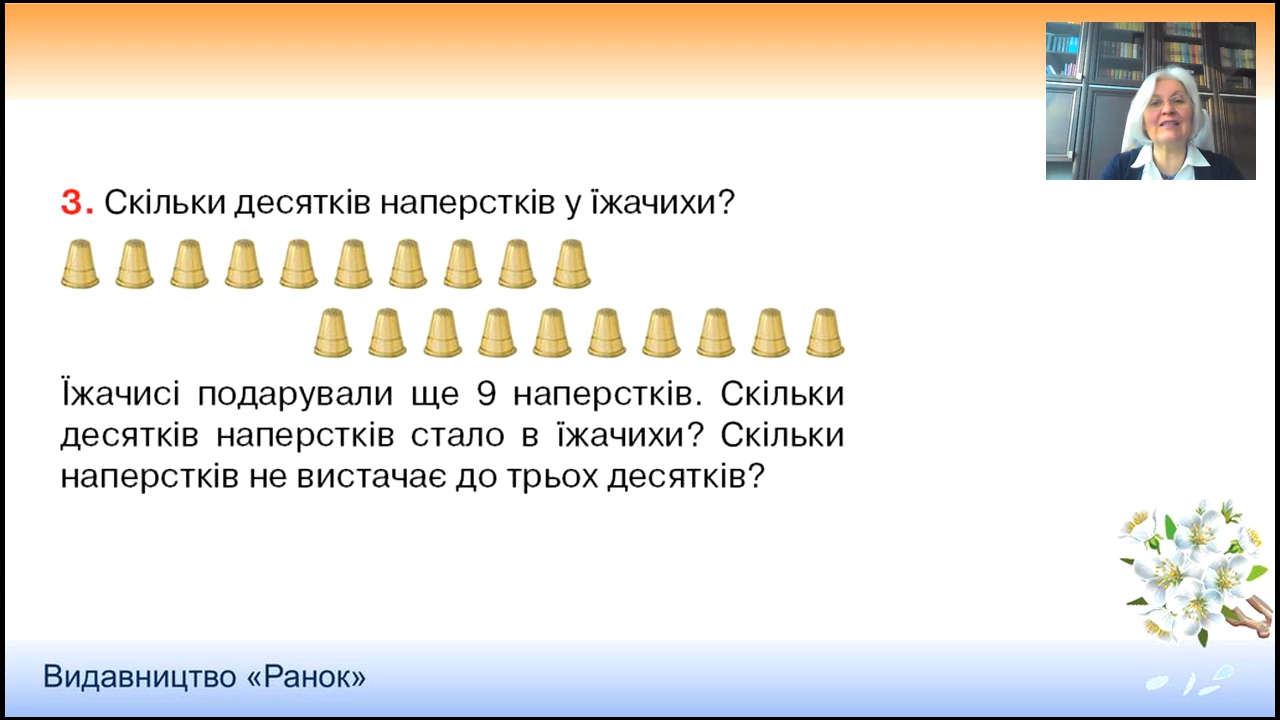 3. Скільки десятків наперстків у їжачихи?
Їжачисі подарували ще 9 наперстків. Скільки
десятків наперстків стало в їжачихи? Скільки
наперстків не вистачає до трьох десятків?
Видавництво «Ранок»